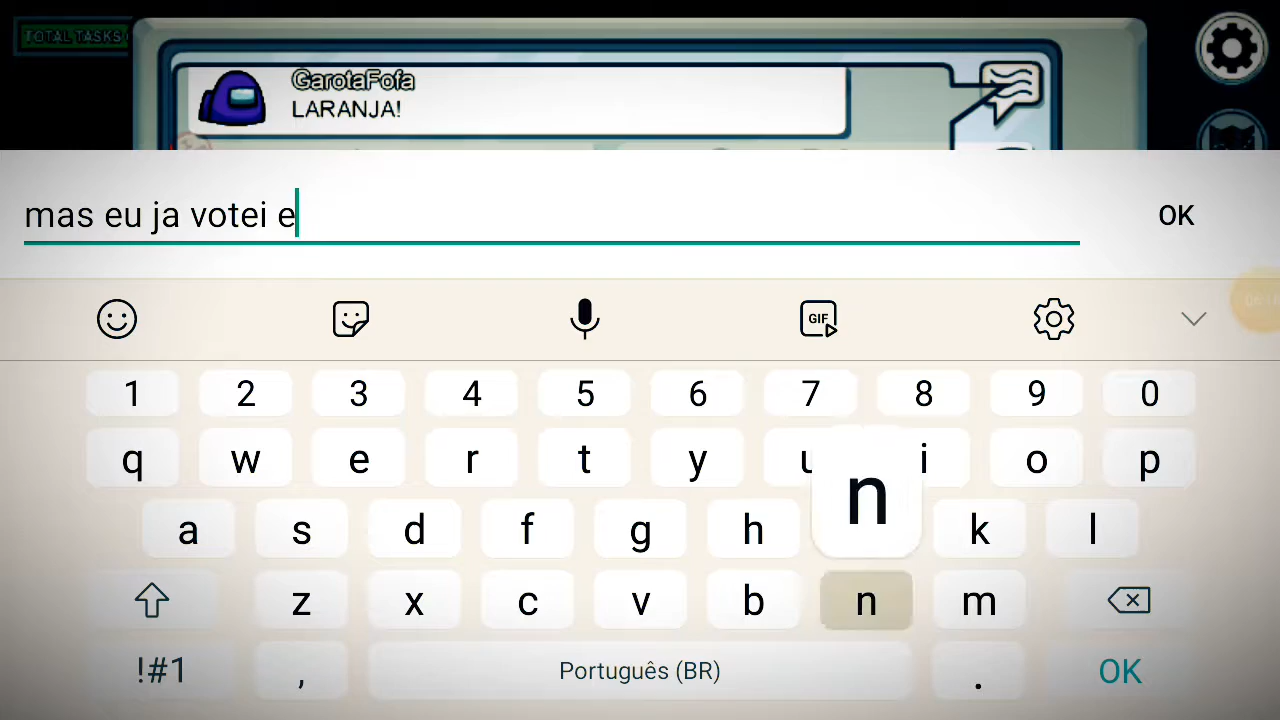 TOTAL TASKS
GarotaFofa
LARANJA!
mas eu ja votei e
OK
GIF
1 2 3 4 5 6 7 8 9 0
q w e r t y u i o p
n
a s d f g h k l
z x c v b n m
!#1 , Português (BR) . OK